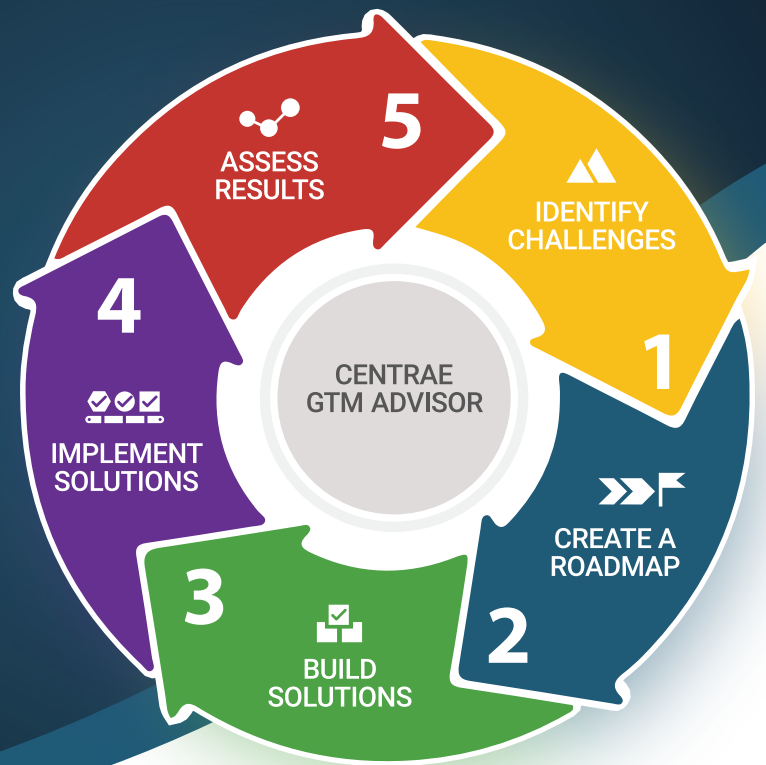 CENTRAE
GTM ADVISOR
IDENTIFY
CHALLENGES
1
CREATE A
ROADMAP
2
3
BUILD
SOLUTIONS
4
IMPLEMENT
SOLUTIONS
5
ASSESS
RESULTS